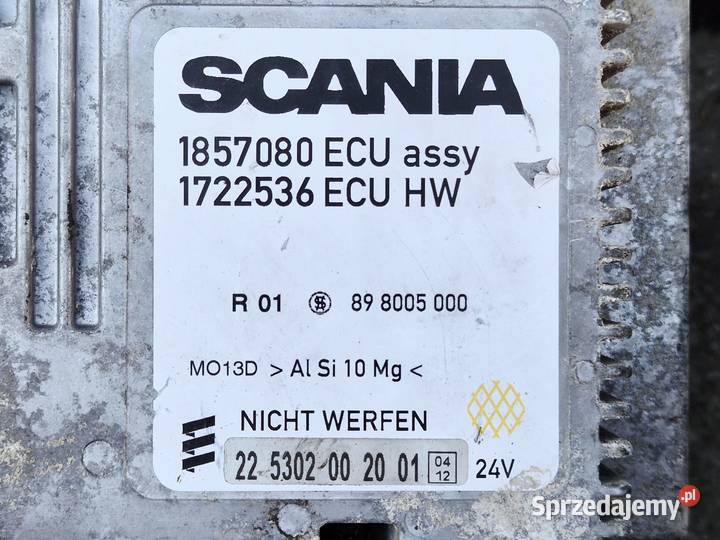 SCANIA
1857080 ECU assy
1722536 ECU HW
R 01 89 8005 000
MO13D > Al Si 10 Mg <
NICHT WERFEN
22 5302 00 20 01 04 12 24V
Sprzedajemy.pl